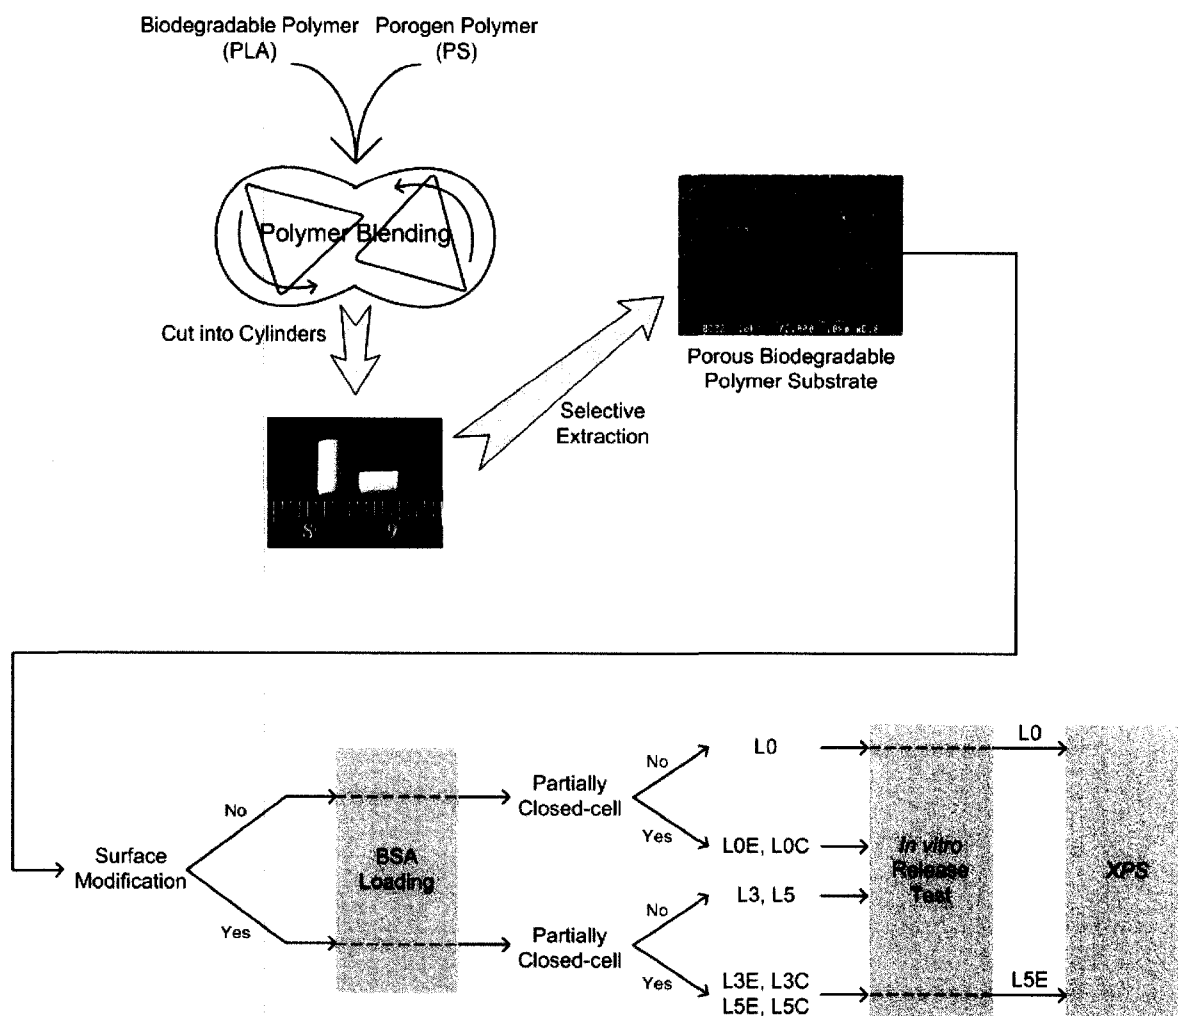 Biodegradable Polymer
(PLA)
Porogen Polymer
(PS)
Polymer Blending
Cut into Cylinders
8 9
Selective
Extraction
Porous Biodegradable
Polymer Substrate
Surface
Modification
No
Yes
BSA
Loading
Partially
Closed-cell
No
Yes
L0
L0E, L0C
Partially
Closed-cell
No
Yes
L3, L5
L3E, L3C
L5E, L5C
In vitro
Release
Test
L0
L5E
XPS